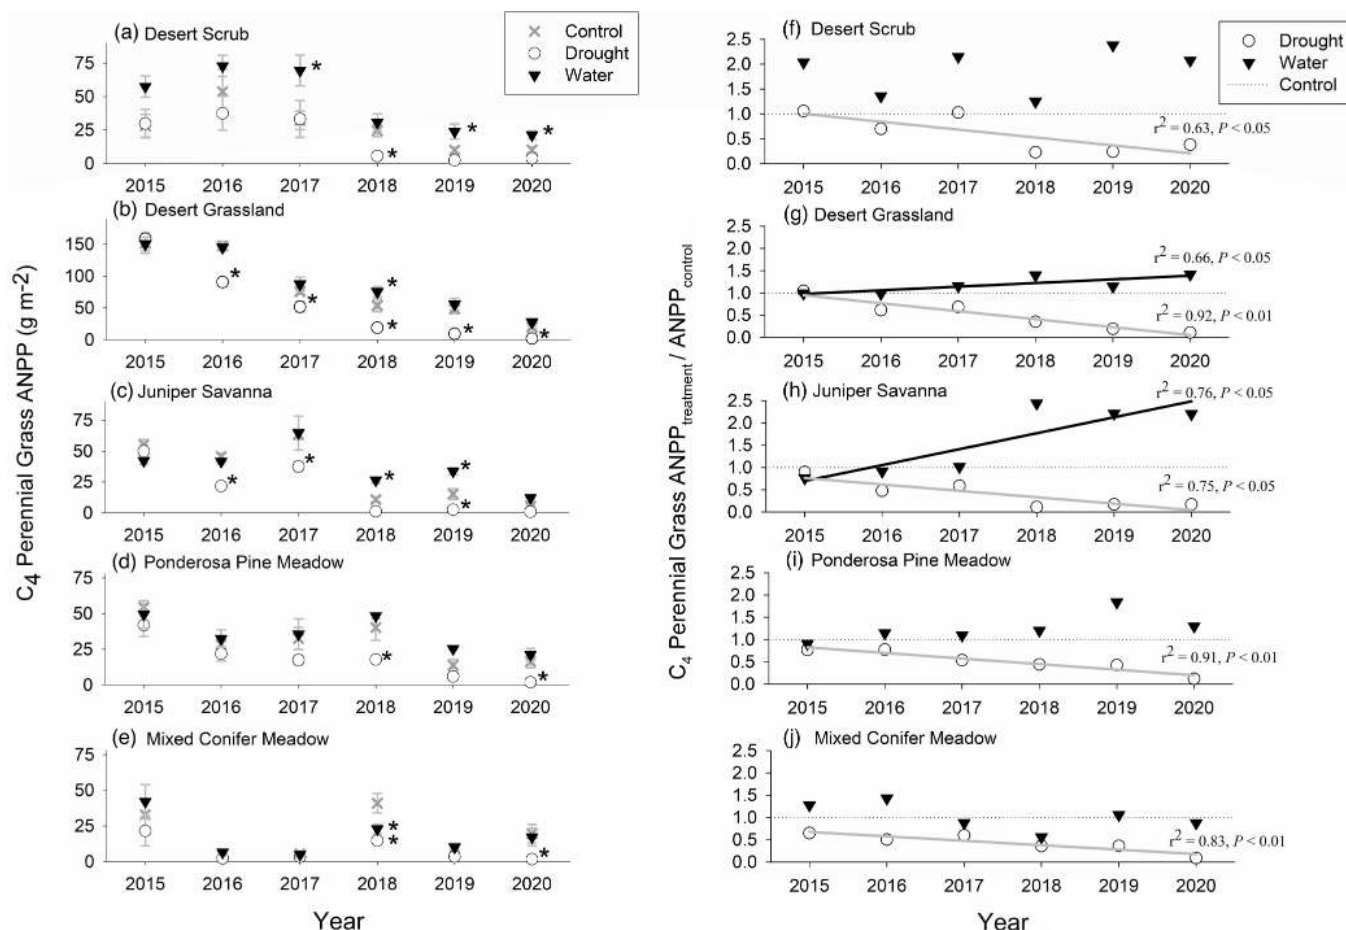 (a) Desert Scrub
Control
Drought
Water
75
50
25
0
*
*
*
*
2015 2016 2017 2018 2019 2020
(b) Desert Grassland
150
100
50
0
*
*
*
*
*
*
2015 2016 2017 2018 2019 2020
(c) Juniper Savanna
75
50
25
0
*
*
*
*
*
2015 2016 2017 2018 2019 2020
(d) Ponderosa Pine Meadow
75
50
25
0
*
*
2015 2016 2017 2018 2019 2020
(e) Mixed Conifer Meadow
75
50
25
0
*
*
*
2015 2016 2017 2018 2019 2020
Year
C4 Perennial Grass ANPP (g m-2)
(f) Desert Scrub
Drought
Water
Control
2.5
2.0
1.5
1.0
0.5
0.0
r² = 0.63, P < 0.05
2015 2016 2017 2018 2019 2020
(g) Desert Grassland
2.5
2.0
1.5
1.0
0.5
0.0
r² = 0.66, P < 0.05
r² = 0.92, P < 0.01
2015 2016 2017 2018 2019 2020
(h) Juniper Savanna
2.5
2.0
1.5
1.0
0.5
0.0
r² = 0.76, P < 0.05
r² = 0.75, P < 0.05
2015 2016 2017 2018 2019 2020
(i) Ponderosa Pine Meadow
2.5
2.0
1.5
1.0
0.5
0.0
r² = 0.91, P < 0.01
2015 2016 2017 2018 2019 2020
(j) Mixed Conifer Meadow
2.5
2.0
1.5
1.0
0.5
0.0
r² = 0.83, P < 0.01
2015 2016 2017 2018 2019 2020
Year
C4 Perennial Grass ANPPtreatment / ANPPcontrol